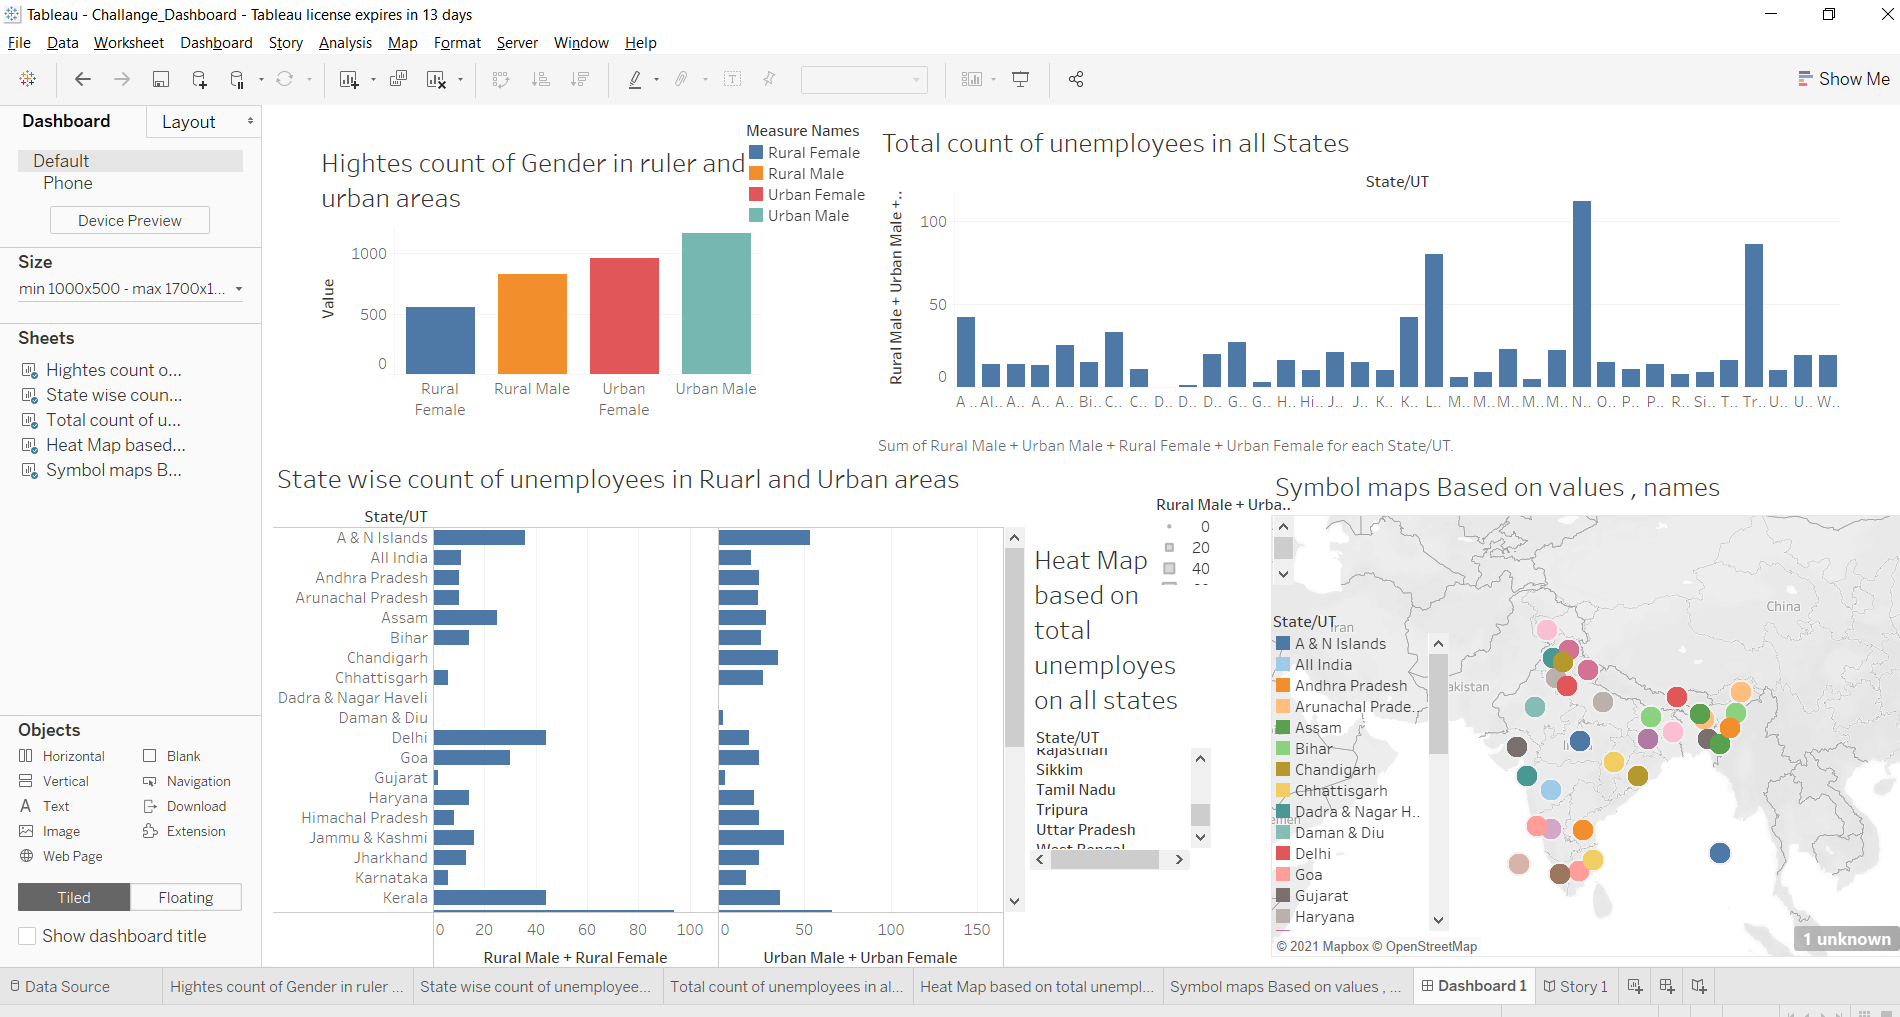 Tableau - Challange_Dashboard - Tableau license expires in 13 days
File Data Worksheet Dashboard Story Analysis Map Format Server Window Help
Show Me
Dashboard
Layout
Default
Phone
Device Preview
Size
min 1000x500 - max 1700x1...
Sheets
Hightes count o...
State wise coun...
Total count of u...
Heat Map based...
Symbol maps B...
Objects
Horizontal
Blank
Vertical
Navigation
Text
Download
Image
Extension
Web Page
Tiled
Floating
Show dashboard title
Hightes count of Gender in ruler and
urban areas
Measure Names
Rural Female
Rural Male
Urban Female
Urban Male
Value
1000
500
0
Rural
Female
Rural Male
Urban
Female
Urban Male
Total count of unemployees in all States
State/UT
Rural Male + Urban Male +..
100
50
0
A.. Al.. A.. A.. A.. Bi.. C.. C.. D.. D.. D.. G.. G.. H.. Hi.. J.. J.. K.. K.. L.. M.. M.. M.. M.. M.. N.. O.. P.. P.. R.. Si.. T.. Tr.. U.. U.. W..
Sum of Rural Male + Urban Male + Rural Female + Urban Female for each State/UT.
State wise count of unemployees in Ruarl and Urban areas
State/UT
A & N Islands
All India
Andhra Pradesh
Arunachal Pradesh
Assam
Bihar
Chandigarh
Chhattisgarh
Dadra & Nagar Haveli
Daman & Diu
Delhi
Goa
Gujarat
Haryana
Himachal Pradesh
Jammu & Kashmi
Jharkhand
Karnataka
Kerala
0 20 40 60 80 100
0 50 100 150
Rural Male + Rural Female
Urban Male + Urban Female
Rural Male + Urba..
0
20
40
Heat Map
based on
total
unemployes
on all states
State/UT
Rajasthan
Sikkim
Tamil Nadu
Tripura
Uttar Pradesh
West Bengal
Symbol maps Based on values , names
State/UT
A & N Islands
All India
Andhra Pradesh
Arunachal Prade..
Assam
Bihar
Chandigarh
Chhattisgarh
Dadra & Nagar H..
Daman & Diu
Delhi
Goa
Gujarat
Haryana
China
Iran
akistan
© 2021 Mapbox © OpenStreetMap
1 unknown
Data Source
Hightes count of Gender in ruler ...
State wise count of unemployee...
Total count of unemployees in al...
Heat Map based on total unempl...
Symbol maps Based on values , ...
Dashboard 1
Story 1